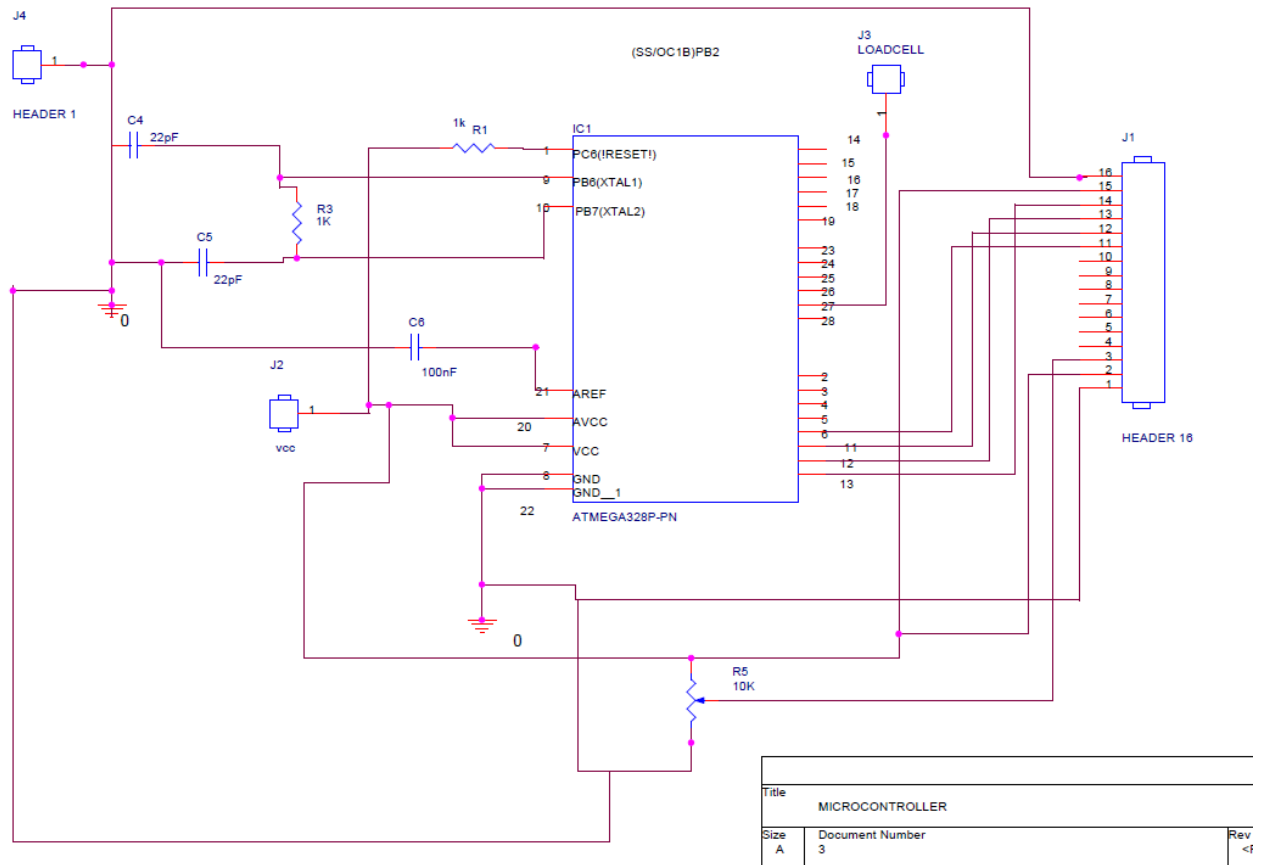 J4
1
HEADER 1
(SS/OC1B)PB2
J3
LOADCELL
1
C4
22pF
1k
R1
IC1
J1
1
PC6(!RESET!)
9
PB6(XTAL1)
10
PB7(XTAL2)
R3
1K
C5
22pF
0
C6
100nF
J2
1
vcc
21
AREF
20
AVCC
7
VCC
8
GND
GND__1
22
ATMEGA328P-PN
14
15
16
17
18
19
23
24
25
26
27
28
2
3
4
5
6
11
12
13
16
15
14
13
12
11
10
9
8
7
6
5
4
3
2
1
HEADER 16
0
R5
10K
Title
MICROCONTROLLER
Size
A
Document Number
3
Rev